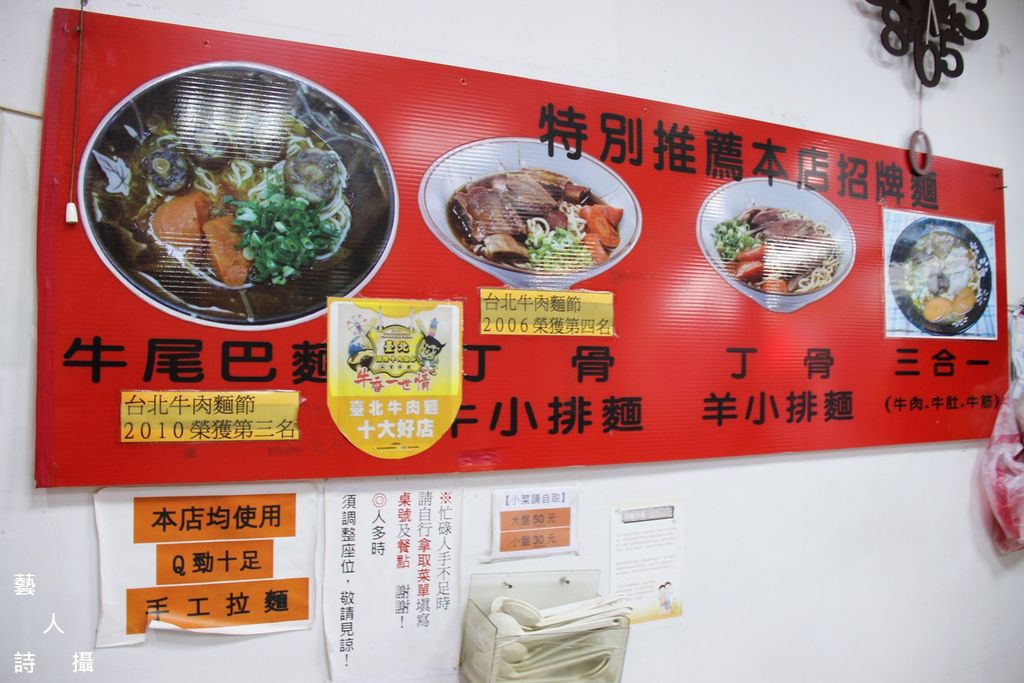 特別推薦本店招牌麵
牛尾巴麵
台北牛肉麵節
2010榮獲第三名
臺北
牛每一世情
臺北牛肉麵
十大好店
台北牛肉麵節
2006榮獲第四名
丁骨
牛小排麵
丁骨
羊小排麵
三合一
(牛肉.牛肚.牛筋)
本店均使用
Q勁十足
手工拉麵
※忙碌人手不足時
請自行拿取菜單填寫
桌號及餐點 謝謝！
◎人多時
須調整座位，敬請見諒！
【小菜請自取】
大盤50元
小盤30元
8 6 5 3
藝
人
詩 攝